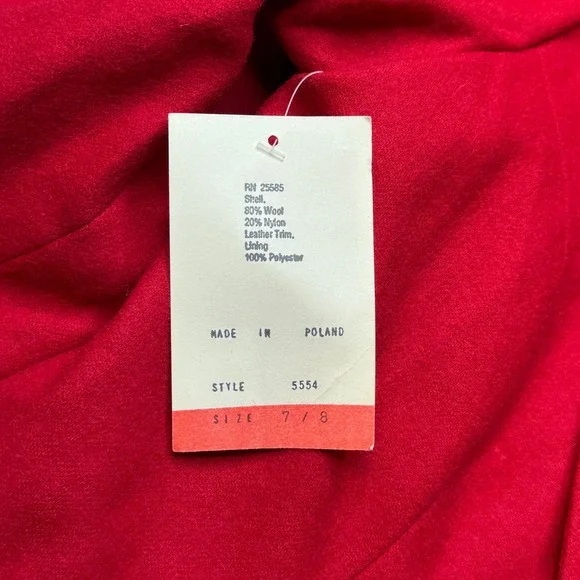 RN 25585
Shell.
80% Wool
20% Nylon
Leather Trim.
Lining
100% Polyester
MADE IN POLAND
STYLE 5554
SIZE 7/8